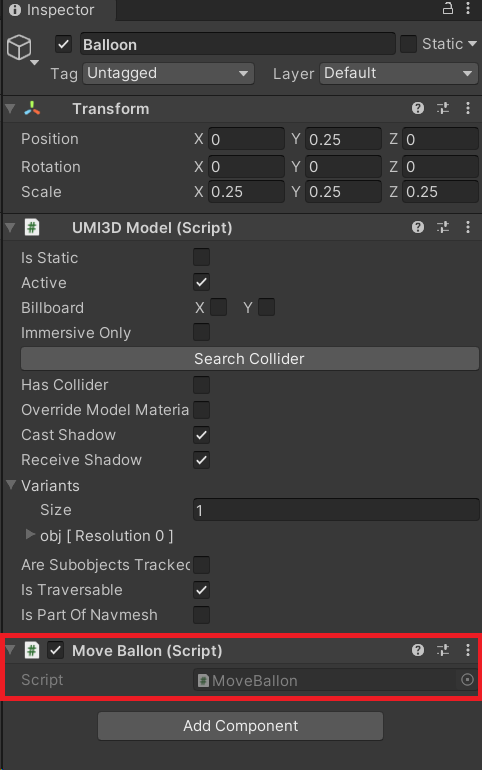 Inspector
Balloon Static
Tag Untagged Layer Default
Transform
Position X 0 Y 0.25 Z 0
Rotation X 0 Y 0 Z 0
Scale X 0.25 Y 0.25 Z 0.25
# UMI3D Model (Script)
Is Static
Active
Billboard X Y
Immersive Only
Search Collider
Has Collider
Override Model Materia
Cast Shadow
Receive Shadow
Variants
Size 1
obj [ Resolution 0 ]
Are Subobjects Tracked
Is Traversable
Is Part Of Navmesh
# Move Ballon (Script)
Script # MoveBallon
Add Component